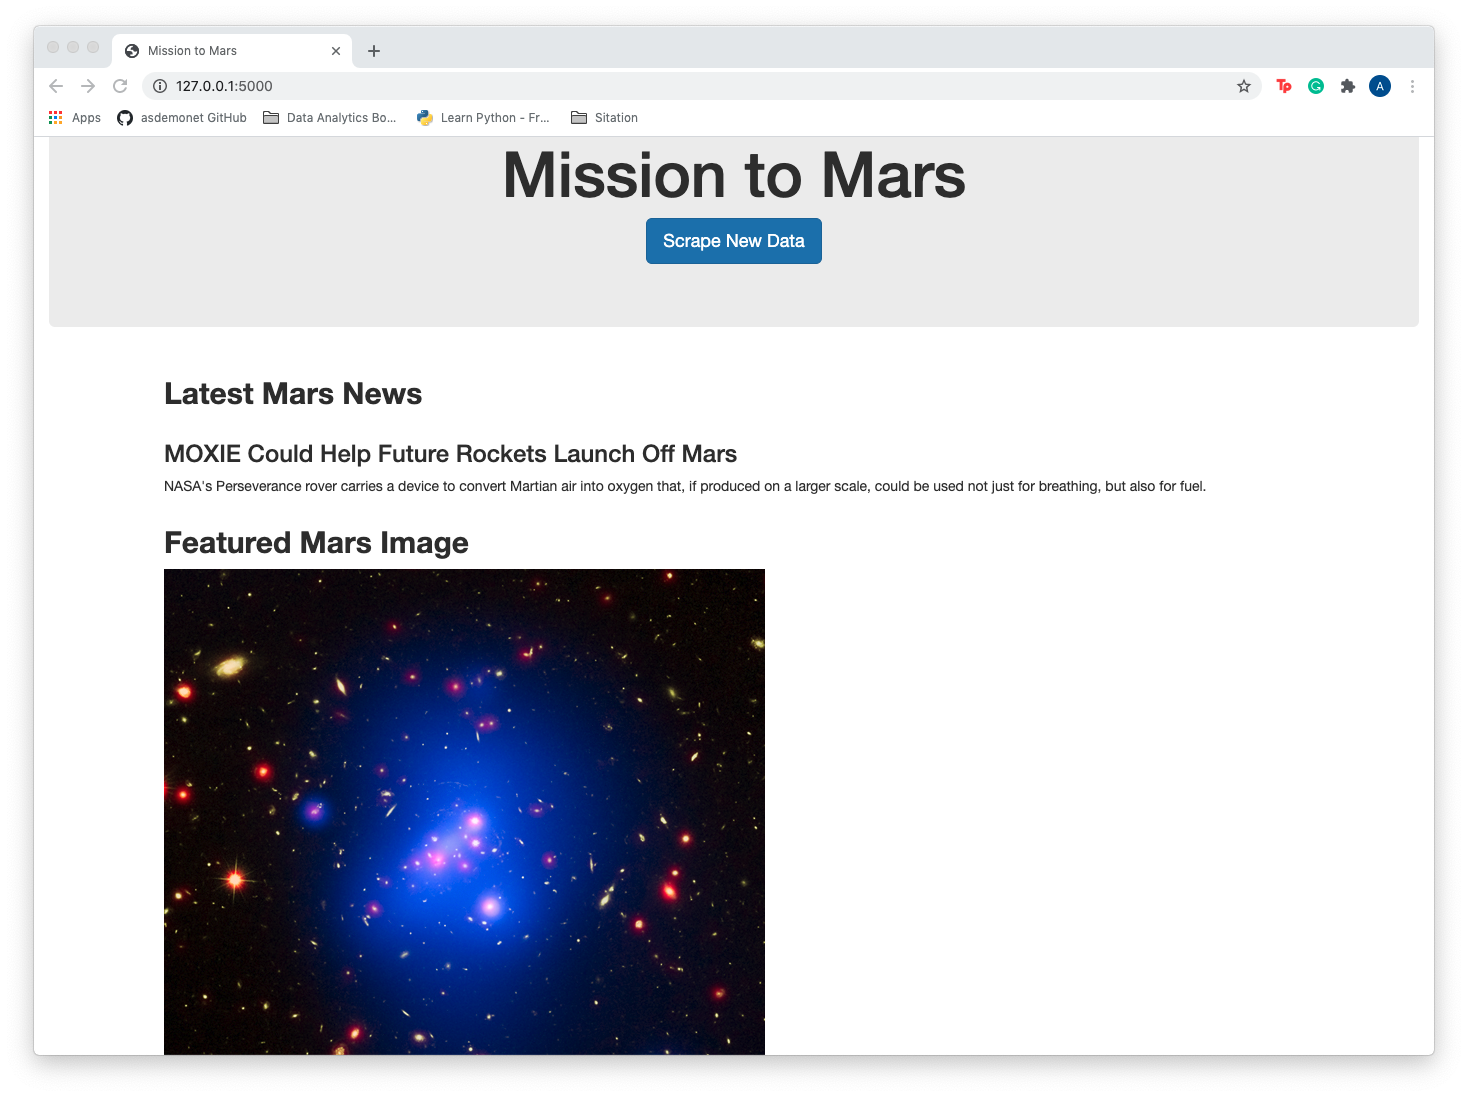 Mission to Mars
127.0.0.1:5000
Tp
G
A
Apps
asdemonet GitHub
Data Analytics Bo...
Learn Python - Fr...
Sitation
Mission to Mars
Scrape New Data
Latest Mars News
MOXIE Could Help Future Rockets Launch Off Mars
NASA's Perseverance rover carries a device to convert Martian air into oxygen that, if produced on a larger scale, could be used not just for breathing, but also for fuel.
Featured Mars Image